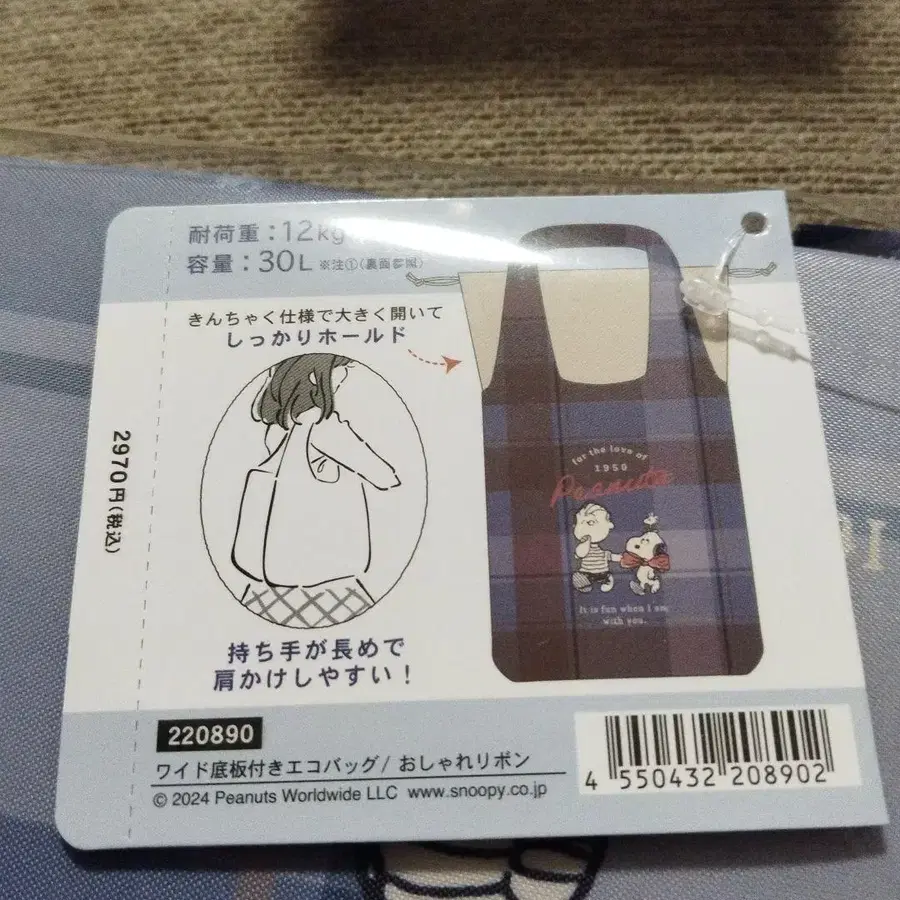 耐荷重：12kg
容量：30L ※注①(裏面参照)
きんちゃく仕様で大きく開いて
しっかりホールド
2970円(税込)
for the love of
1950
Peanuts
It is fun when I am
with you.
持ち手が長めで
肩かけしやすい！
220890
ワイド底板付きエコバッグ/おしゃれリボン
© 2024 Peanuts Worldwide LLC www.snoopy.co.jp
4 550432 208902